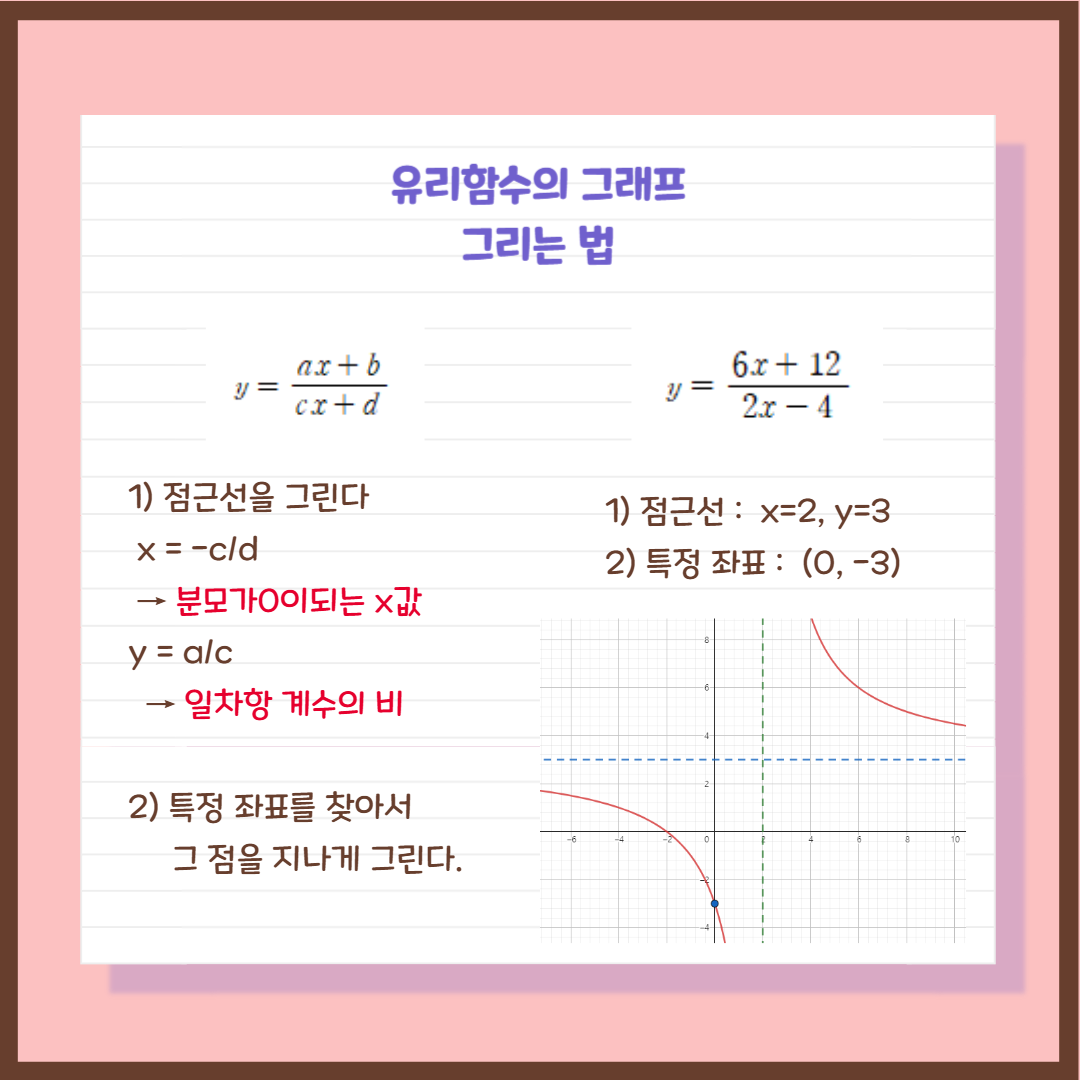 유리함수의 그래프
그리는 법
y = \frac{ax + b}{cx + d}
y = \frac{6x + 12}{2x - 4}
1) 점근선을 그린다
x = -c/d
→ 분모가0이되는 x값
y = a/c
→ 일차항 계수의 비
2) 특정 좌표를 찾아서
그 점을 지나게 그린다.
1) 점근선 : x=2, y=3
2) 특정 좌표 : (0, -3)
8
6
4
2
-6 -4 -2 0 2 4 6 8 10
-2
-4